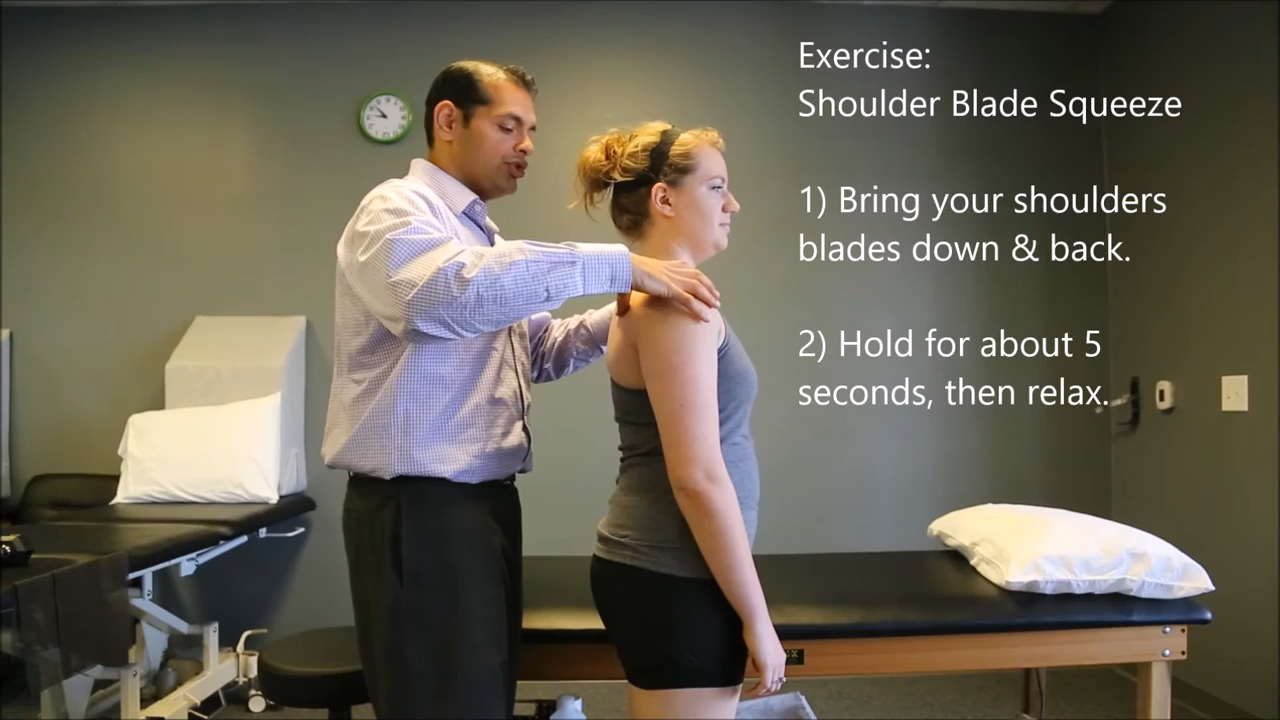 Exercise:
Shoulder Blade Squeeze
1) Bring your shoulders
blades down & back.
2) Hold for about 5
seconds, then relax.